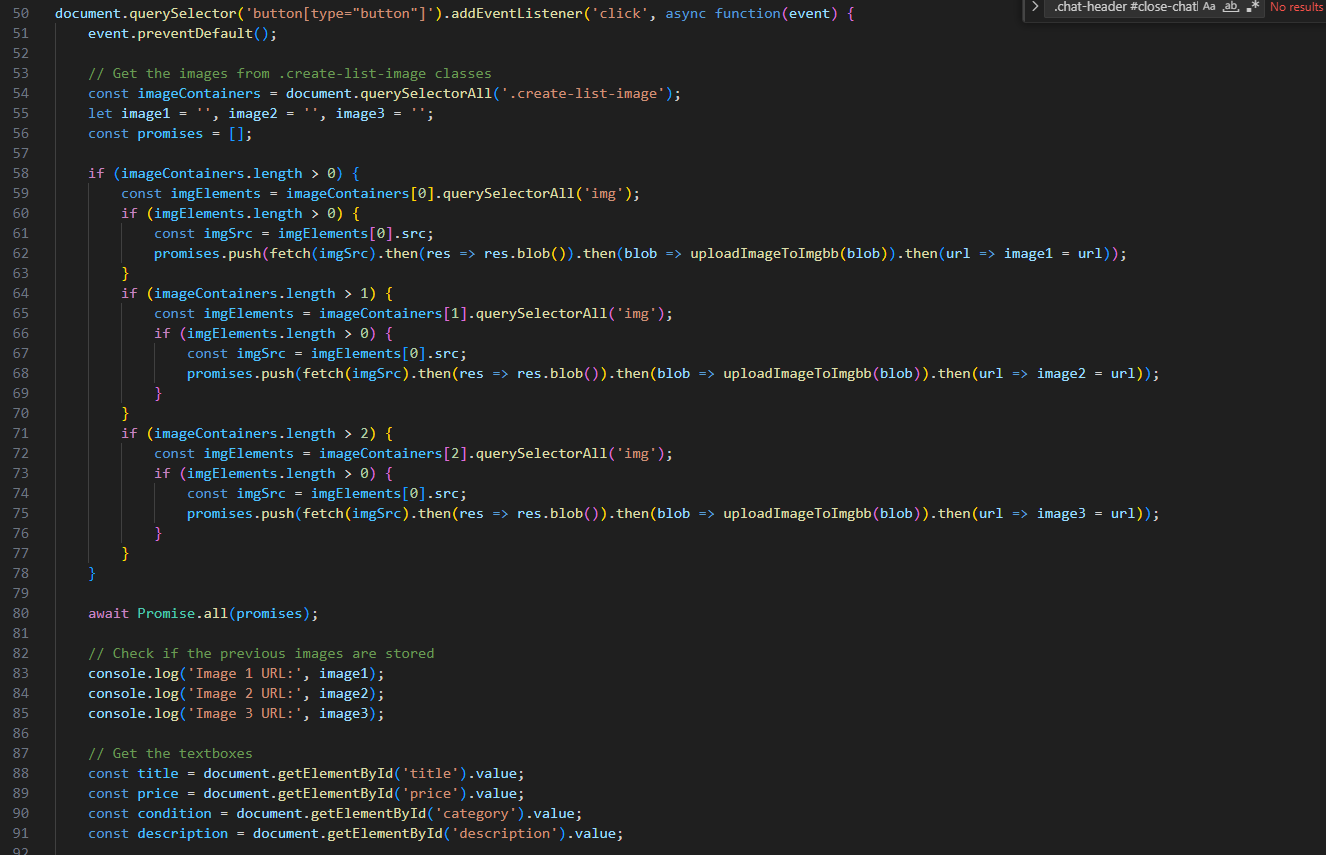 .chat-header #close-chat Aa ab No results
50 document.querySelector('button[type="button"]').addEventListener('click', async function(event) {
51 event.preventDefault();
52
53 // Get the images from .create-list-image classes
54 const imageContainers = document.querySelectorAll('.create-list-image');
55 let image1 = '', image2 = '', image3 = '';
56 const promises = [];
57
58 if (imageContainers.length > 0) {
59 const imgElements = imageContainers[0].querySelectorAll('img');
60 if (imgElements.length > 0) {
61 const imgSrc = imgElements[0].src;
62 promises.push(fetch(imgSrc).then(res => res.blob()).then(blob => uploadImageToImgbb(blob)).then(url => image1 = url));
63 }
64 if (imageContainers.length > 1) {
65 const imgElements = imageContainers[1].querySelectorAll('img');
66 if (imgElements.length > 0) {
67 const imgSrc = imgElements[0].src;
68 promises.push(fetch(imgSrc).then(res => res.blob()).then(blob => uploadImageToImgbb(blob)).then(url => image2 = url));
69 }
70 }
71 if (imageContainers.length > 2) {
72 const imgElements = imageContainers[2].querySelectorAll('img');
73 if (imgElements.length > 0) {
74 const imgSrc = imgElements[0].src;
75 promises.push(fetch(imgSrc).then(res => res.blob()).then(blob => uploadImageToImgbb(blob)).then(url => image3 = url));
76 }
77 }
78 }
79
80 await Promise.all(promises);
81
82 // Check if the previous images are stored
83 console.log('Image 1 URL:', image1);
84 console.log('Image 2 URL:', image2);
85 console.log('Image 3 URL:', image3);
86
87 // Get the textboxes
88 const title = document.getElementById('title').value;
89 const price = document.getElementById('price').value;
90 const condition = document.getElementById('category').value;
91 const description = document.getElementById('description').value;
92